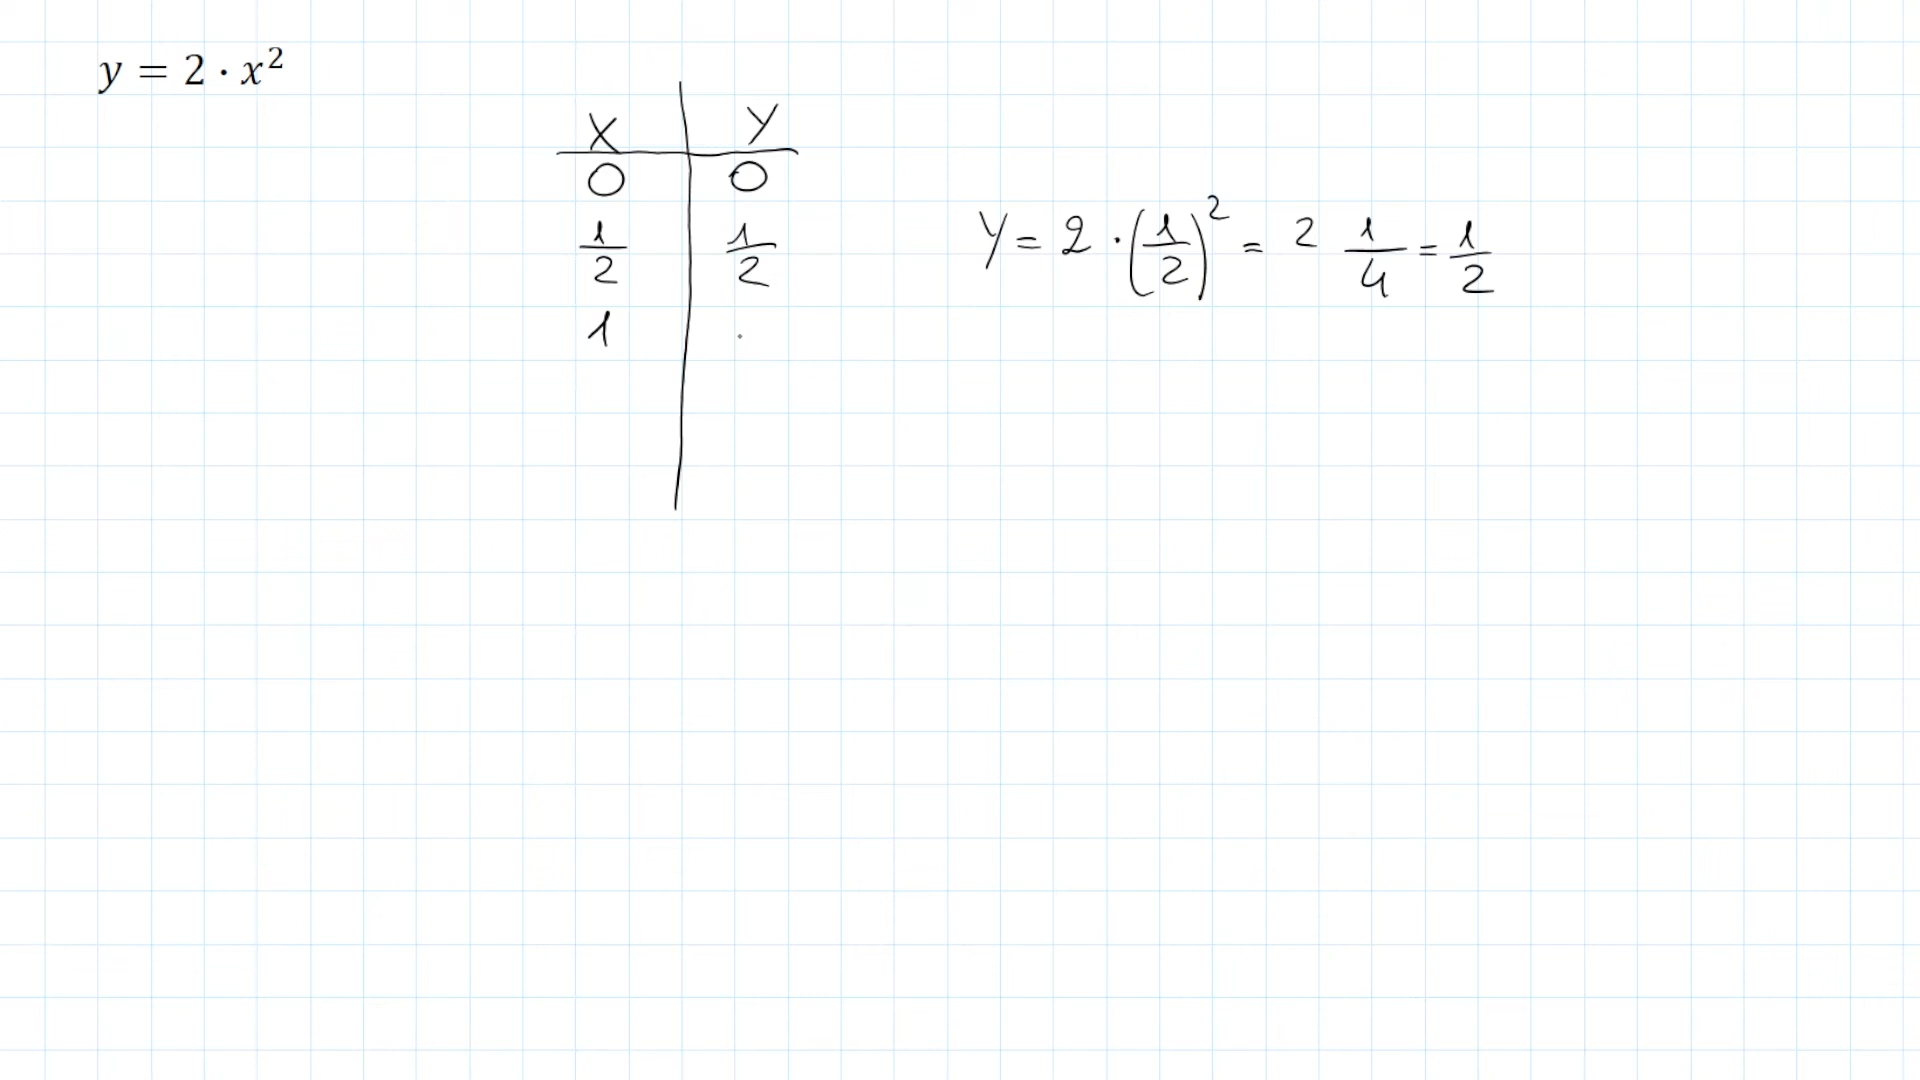 y = 2 · x²
X Y
0 0
1/2 1/2
Y = 2 · (1/2)² = 2 1/4 = 1/2
1 .